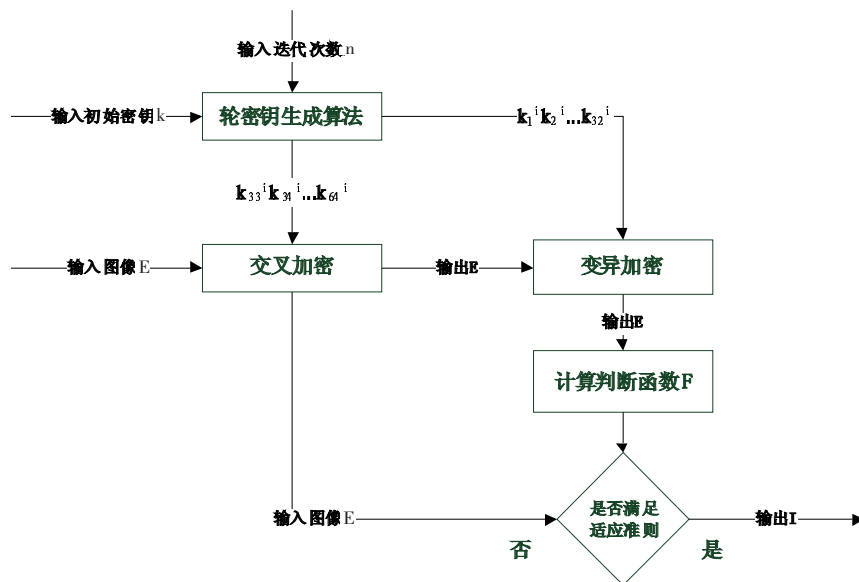 输入迭代次数n
输入初始密钥k
轮密钥生成算法
k₁ⁱk₂ⁱ...k₃₂ⁱ
k₃₃ⁱk₃₄ⁱ...k₆₄ⁱ
输入图像E
交叉加密
输出E
变异加密
输出E
计算判断函数F
是否满足
适应准则
输入图像E
输出I
否
是